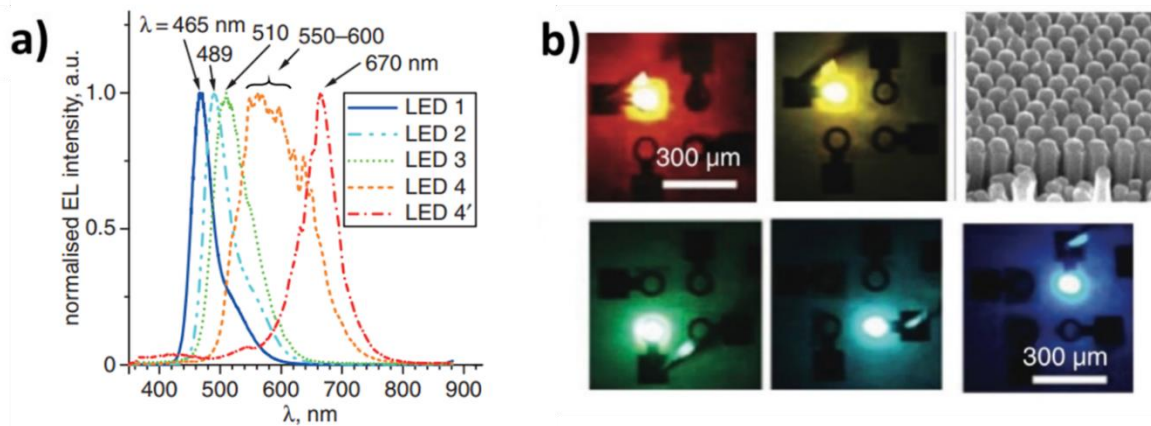 a)
λ = 465 nm
489
510
550–600
670 nm
normalised EL intensity, a.u.
1.0
0.5
0
LED 1
LED 2
LED 3
LED 4
LED 4′
400
500
600
700
800
900
λ, nm
b)
300 μm
300 μm